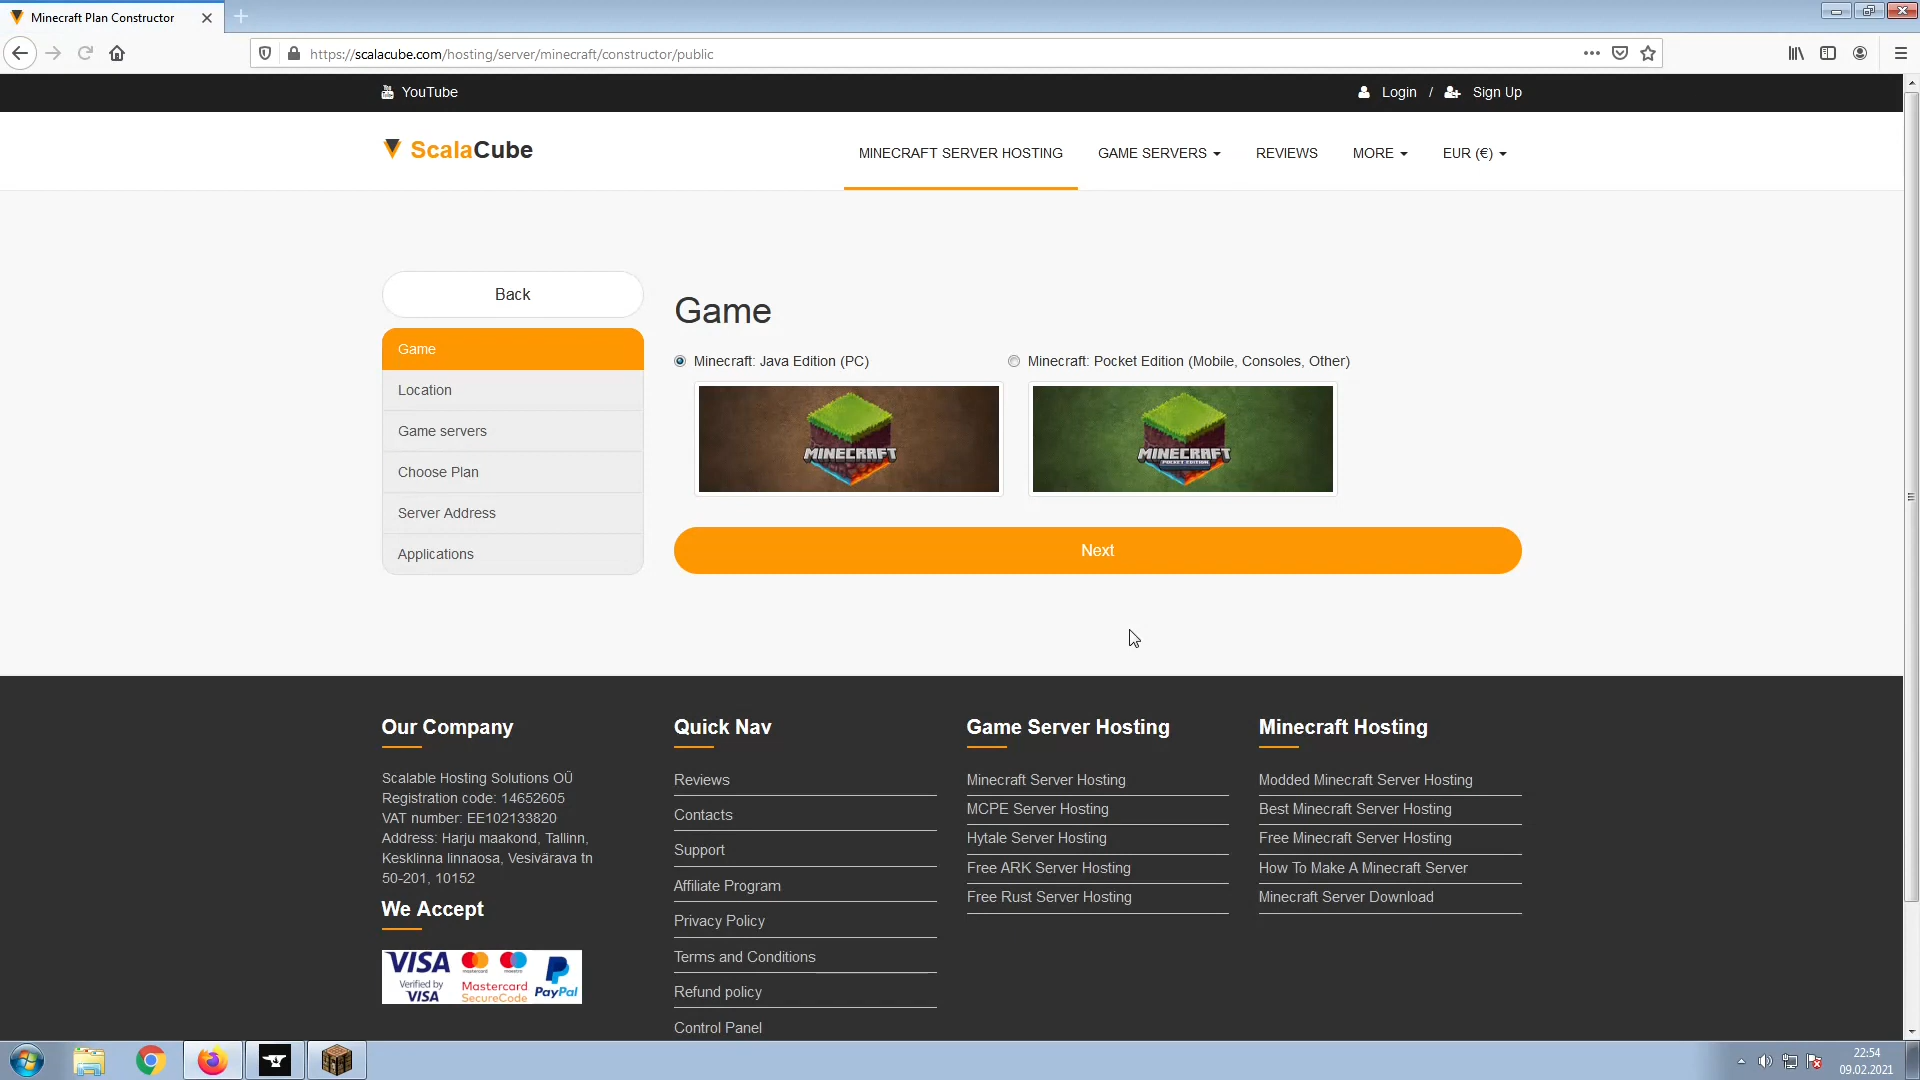 Minecraft Plan Constructor
https://scalacube.com/hosting/server/minecraft/constructor/public
YouTube
Login / Sign Up
ScalaCube
MINECRAFT SERVER HOSTING
GAME SERVERS
REVIEWS
MORE
EUR (€)
Back
Game
Location
Game servers
Choose Plan
Server Address
Applications
Game
Minecraft: Java Edition (PC)
Minecraft: Pocket Edition (Mobile, Consoles, Other)
MINECRAFT
MINECRAFT
POCKET EDITION
Next
Our Company
Scalable Hosting Solutions OÜ
Registration code: 14652605
VAT number: EE102133820
Address: Harju maakond, Tallinn,
Kesklinna linnaosa, Vesivärava tn
50-201, 10152
We Accept
VISA
Verified by
VISA
mastercard
maestro
Mastercard
SecureCode
PayPal
Quick Nav
Reviews
Contacts
Support
Affiliate Program
Privacy Policy
Terms and Conditions
Refund policy
Control Panel
Game Server Hosting
Minecraft Server Hosting
MCPE Server Hosting
Hytale Server Hosting
Free ARK Server Hosting
Free Rust Server Hosting
Minecraft Hosting
Modded Minecraft Server Hosting
Best Minecraft Server Hosting
Free Minecraft Server Hosting
How To Make A Minecraft Server
Minecraft Server Download
22:54
09.02.2021